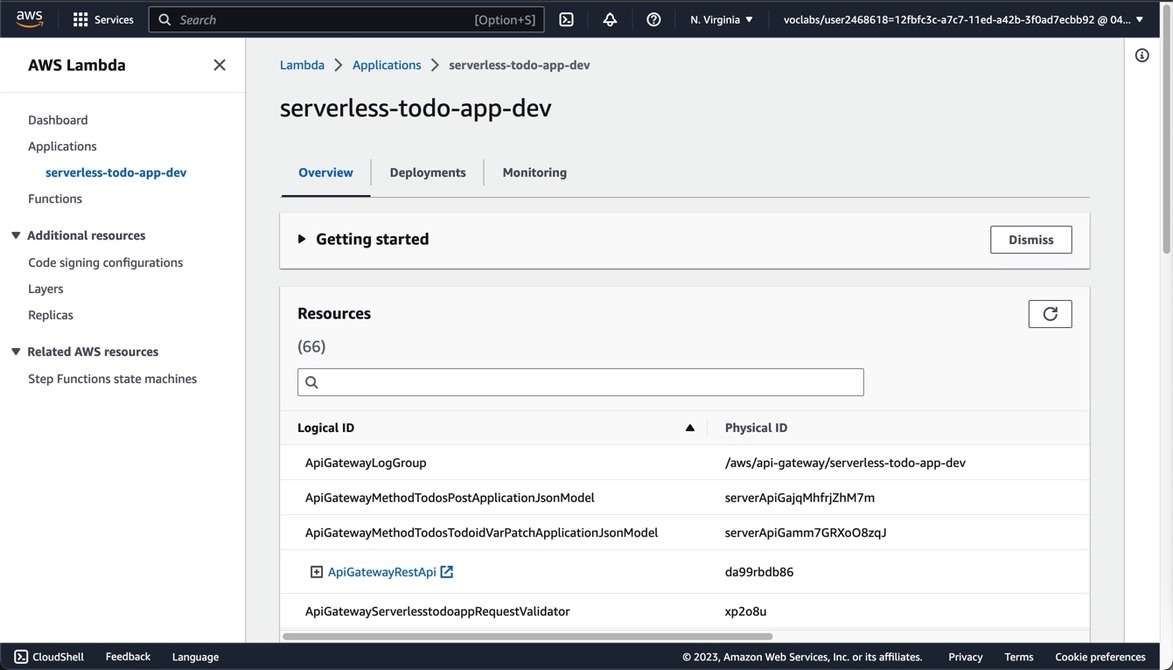 aws
Services
Search [Option+S]
N. Virginia
voclabs/user2468618=12fbfc3c-a7c7-11ed-a42b-3f0ad7ecbb92 @ 04...
AWS Lambda
Dashboard
Applications
serverless-todo-app-dev
Functions
Additional resources
Code signing configurations
Layers
Replicas
Related AWS resources
Step Functions state machines
Lambda > Applications > serverless-todo-app-dev
serverless-todo-app-dev
Overview Deployments Monitoring
Getting started
Dismiss
Resources
(66)
Logical ID Physical ID
ApiGatewayLogGroup /aws/api-gateway/serverless-todo-app-dev
ApiGatewayMethodTodosPostApplicationJsonModel serverApiGajqMhfrjZhM7m
ApiGatewayMethodTodosTodoidVarPatchApplicationJsonModel serverApiGamm7GRXoO8zqJ
ApiGatewayRestApi da99rbdb86
ApiGatewayServerlesstodoappRequestValidator xp2o8u
CloudShell Feedback Language
© 2023, Amazon Web Services, Inc. or its affiliates. Privacy Terms Cookie preferences